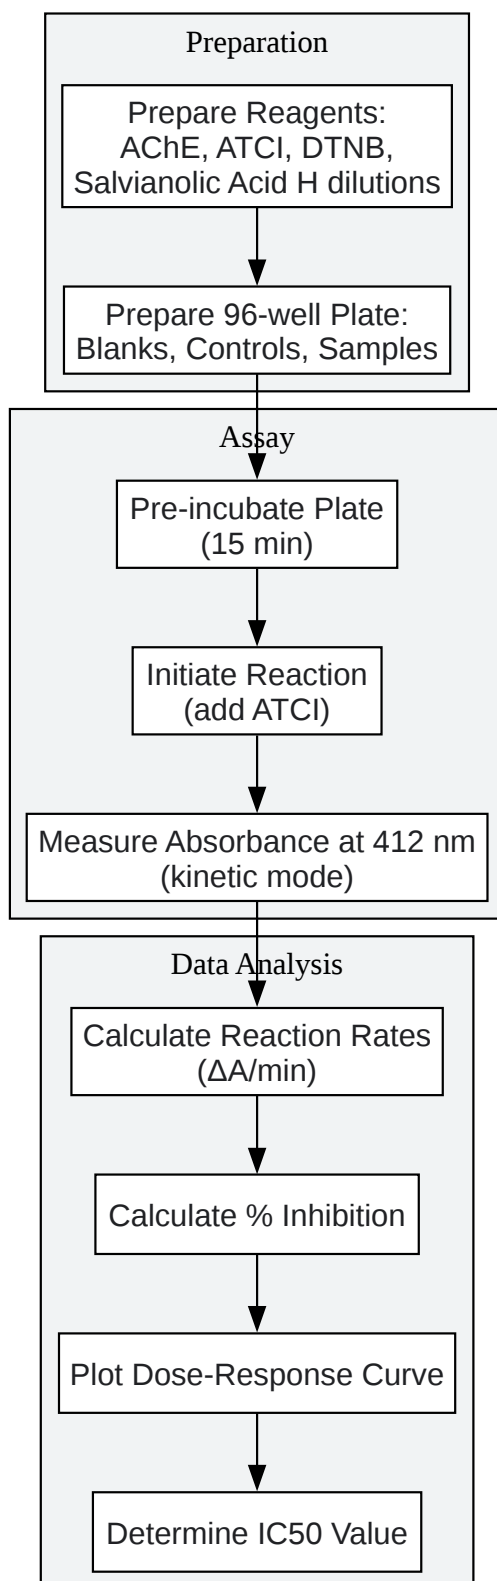 Preparation
Prepare Reagents:
AChE, ATCI, DTNB,
Salvianolic Acid H dilutions
Prepare 96-well Plate:
Blanks, Controls, Samples
Assay
Pre-incubate Plate
(15 min)
Initiate Reaction
(add ATCI)
Measure Absorbance at 412 nm
(kinetic mode)
Data Analysis
Calculate Reaction Rates
(ΔA/min)
Calculate % Inhibition
Plot Dose-Response Curve
Determine IC50 Value